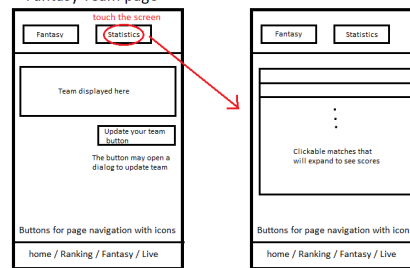 Fantasy Team page
touch the screen
Fantasy
Statistics
Team displayed here
Update your team
button
The button may open a
dialog to update team
Buttons for page navigation with icons
home / Ranking / Fantasy / Live
Fantasy
Statistics
Clickable matches that
will expand to see scores
Buttons for page navigation with icon
home / Ranking / Fantasy / Live